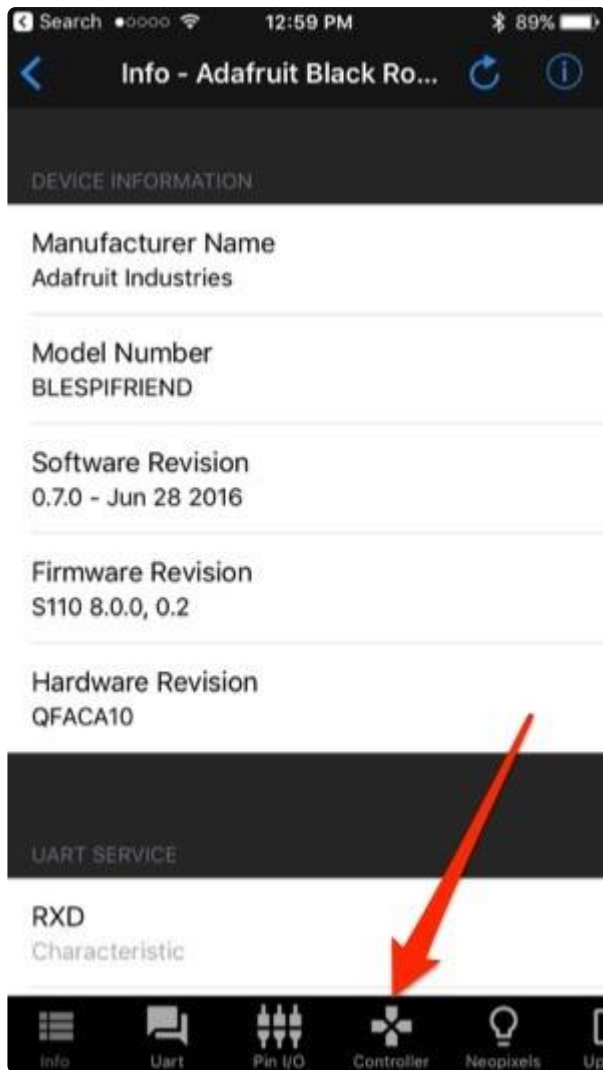 Search 12:59 PM 89%
Info - Adafruit Black Ro...
DEVICE INFORMATION
Manufacturer Name
Adafruit Industries
Model Number
BLESPIFRIEND
Software Revision
0.7.0 - Jun 28 2016
Firmware Revision
S110 8.0.0, 0.2
Hardware Revision
QFACA10
UART SERVICE
RXD
Characteristic
Info Uart Pin I/O Controller Neopixels Up